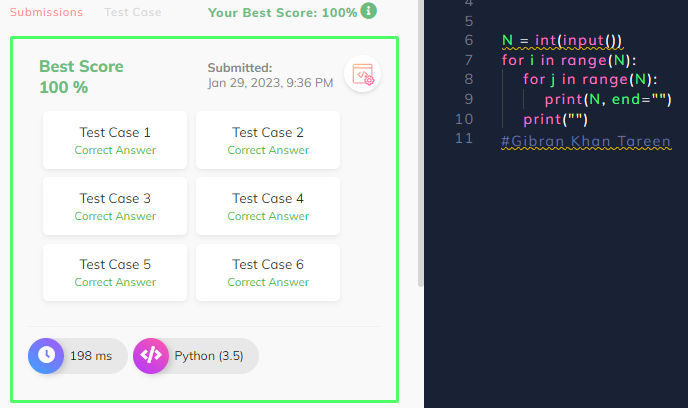 Submissions Test Case Your Best Score: 100%
Best Score
100 %
Submitted:
Jan 29, 2023, 9:36 PM
Test Case 1
Correct Answer
Test Case 2
Correct Answer
Test Case 3
Correct Answer
Test Case 4
Correct Answer
Test Case 5
Correct Answer
Test Case 6
Correct Answer
198 ms
Python (3.5)
4
5
6 N = int(input())
7 for i in range(N):
8 for j in range(N):
9 print(N, end="")
10 print("")
11 #Gibran Khan Tareen